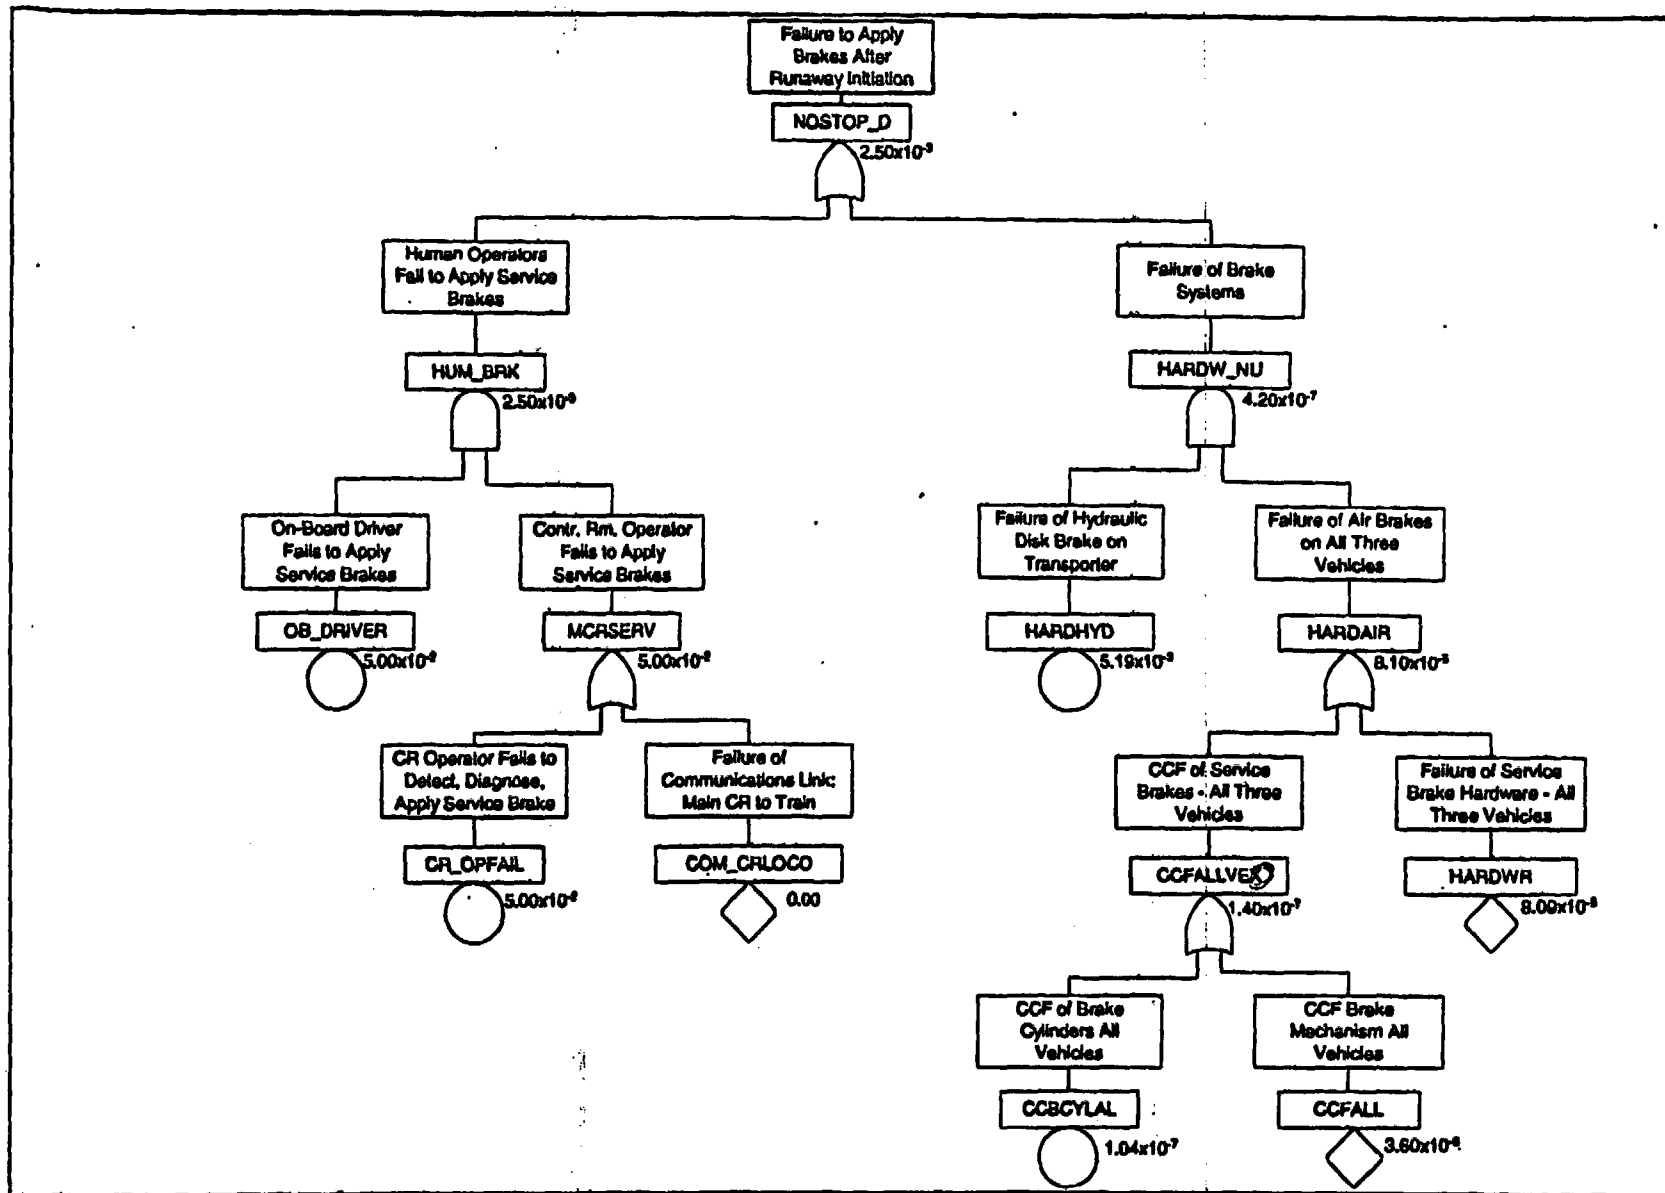 Failure to Apply
Brakes After
Runaway Initiation
NOSTOP_D
2.50x10⁻³
Human Operators
Fail to Apply Service
Brakes
HUM_BRK
2.50x10⁻³
Failure of Brake
Systems
HARDW_NU
4.20x10⁻⁷
On-Board Driver
Fails to Apply
Service Brakes
OB_DRIVER
5.00x10⁻²
Contr. Rm. Operator
Fails to Apply
Service Brakes
MCRSERV
5.00x10⁻²
Failure of Hydraulic
Disk Brake on
Transporter
HARDHYD
5.19x10⁻³
Failure of Air Brakes
on All Three
Vehicles
HARDAIR
8.10x10⁻⁵
CR Operator Fails to
Detect, Diagnose,
Apply Service Brake
CR_OPFAIL
5.00x10⁻²
Failure of
Communications Link:
Main CR to Train
COM_CRLOCO
0.00
CCF of Service
Brakes - All Three
Vehicles
1.40x10⁻⁷
Failure of Service
Brake Hardware - All
Three Vehicles
HARDWR
8.09x10⁻⁵
CCF of Brake
Cylinders All
Vehicles
CCBCYLAL
1.04x10⁻⁷
CCF Brake
Mechanism All
Vehicles
CCFALL
3.60x10⁻⁸